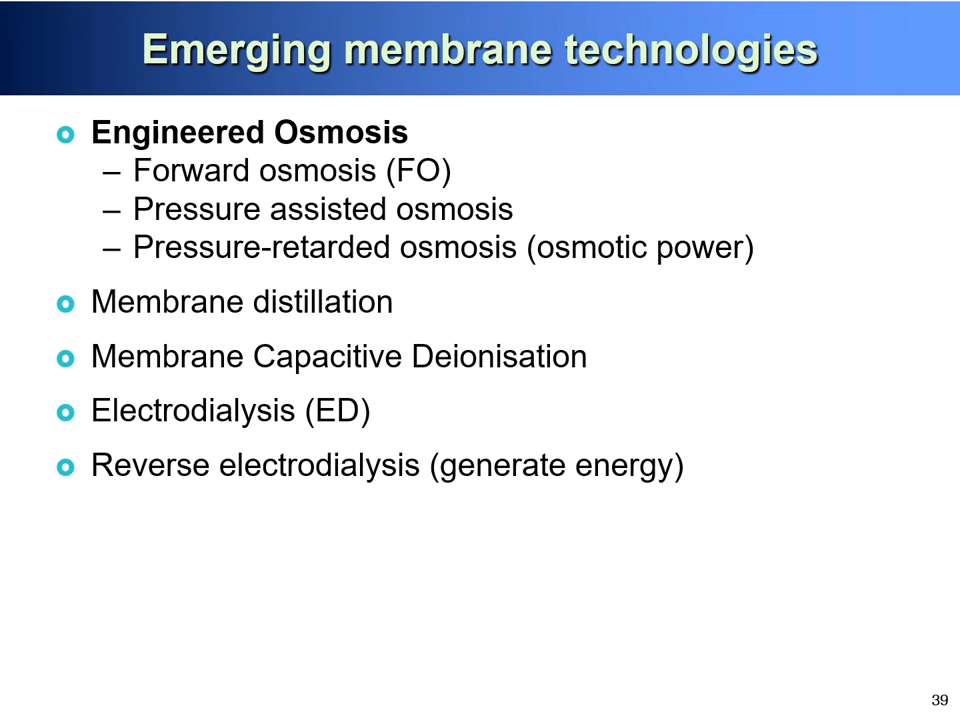 Emerging membrane technologies
Engineered Osmosis
– Forward osmosis (FO)
– Pressure assisted osmosis
– Pressure-retarded osmosis (osmotic power)
Membrane distillation
Membrane Capacitive Deionisation
Electrodialysis (ED)
Reverse electrodialysis (generate energy)
39